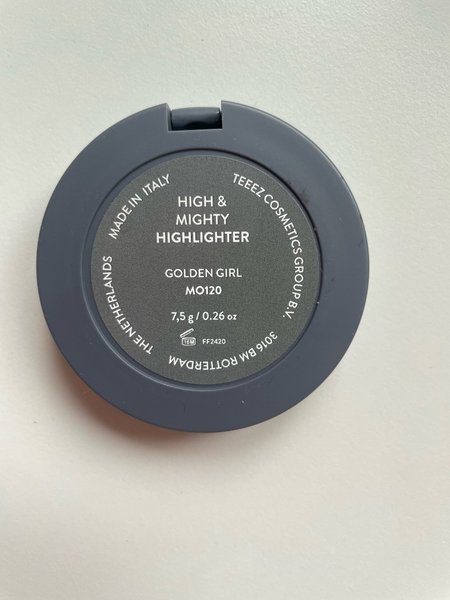 HIGH &
MIGHTY
HIGHLIGHTER
GOLDEN GIRL
MO120
7,5 g / 0.26 oz
FF2420
MADE IN ITALY
TEEEZ COSMETICS GROUP B.V.
3016 BM ROTTERDAM
THE NETHERLANDS